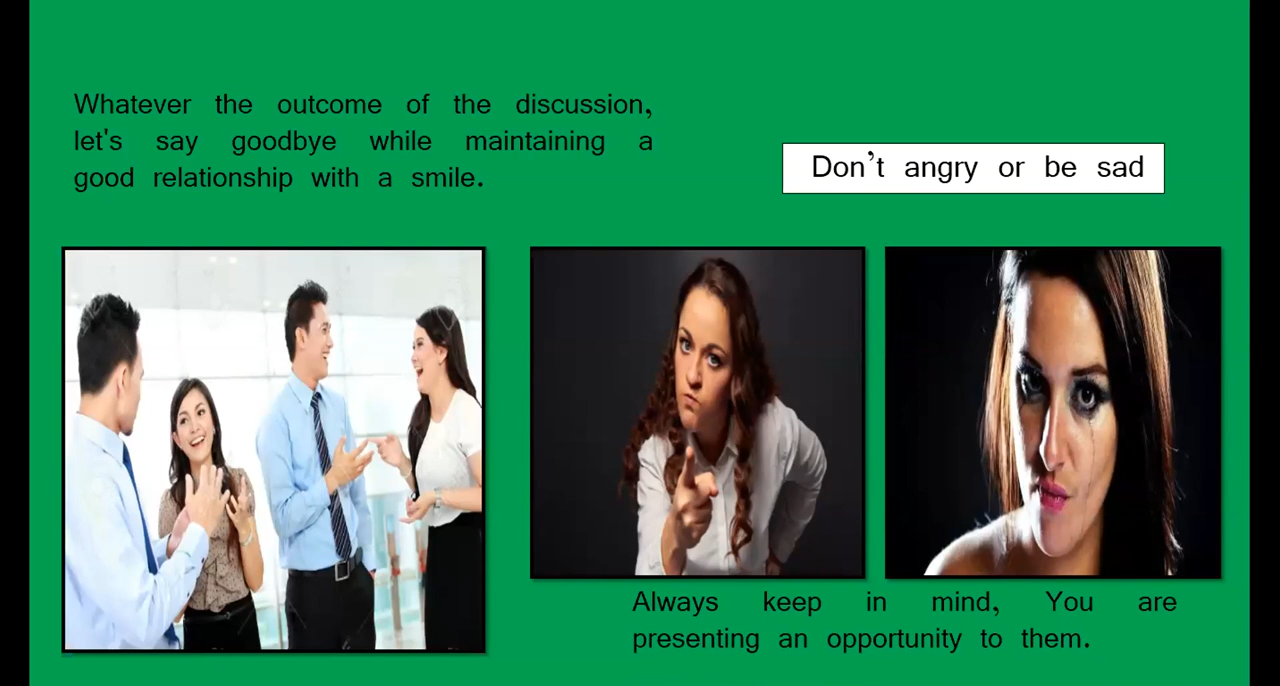 Whatever the outcome of the discussion,
let's say goodbye while maintaining a
good relationship with a smile.
Don’t angry or be sad
Always keep in mind, You are
presenting an opportunity to them.